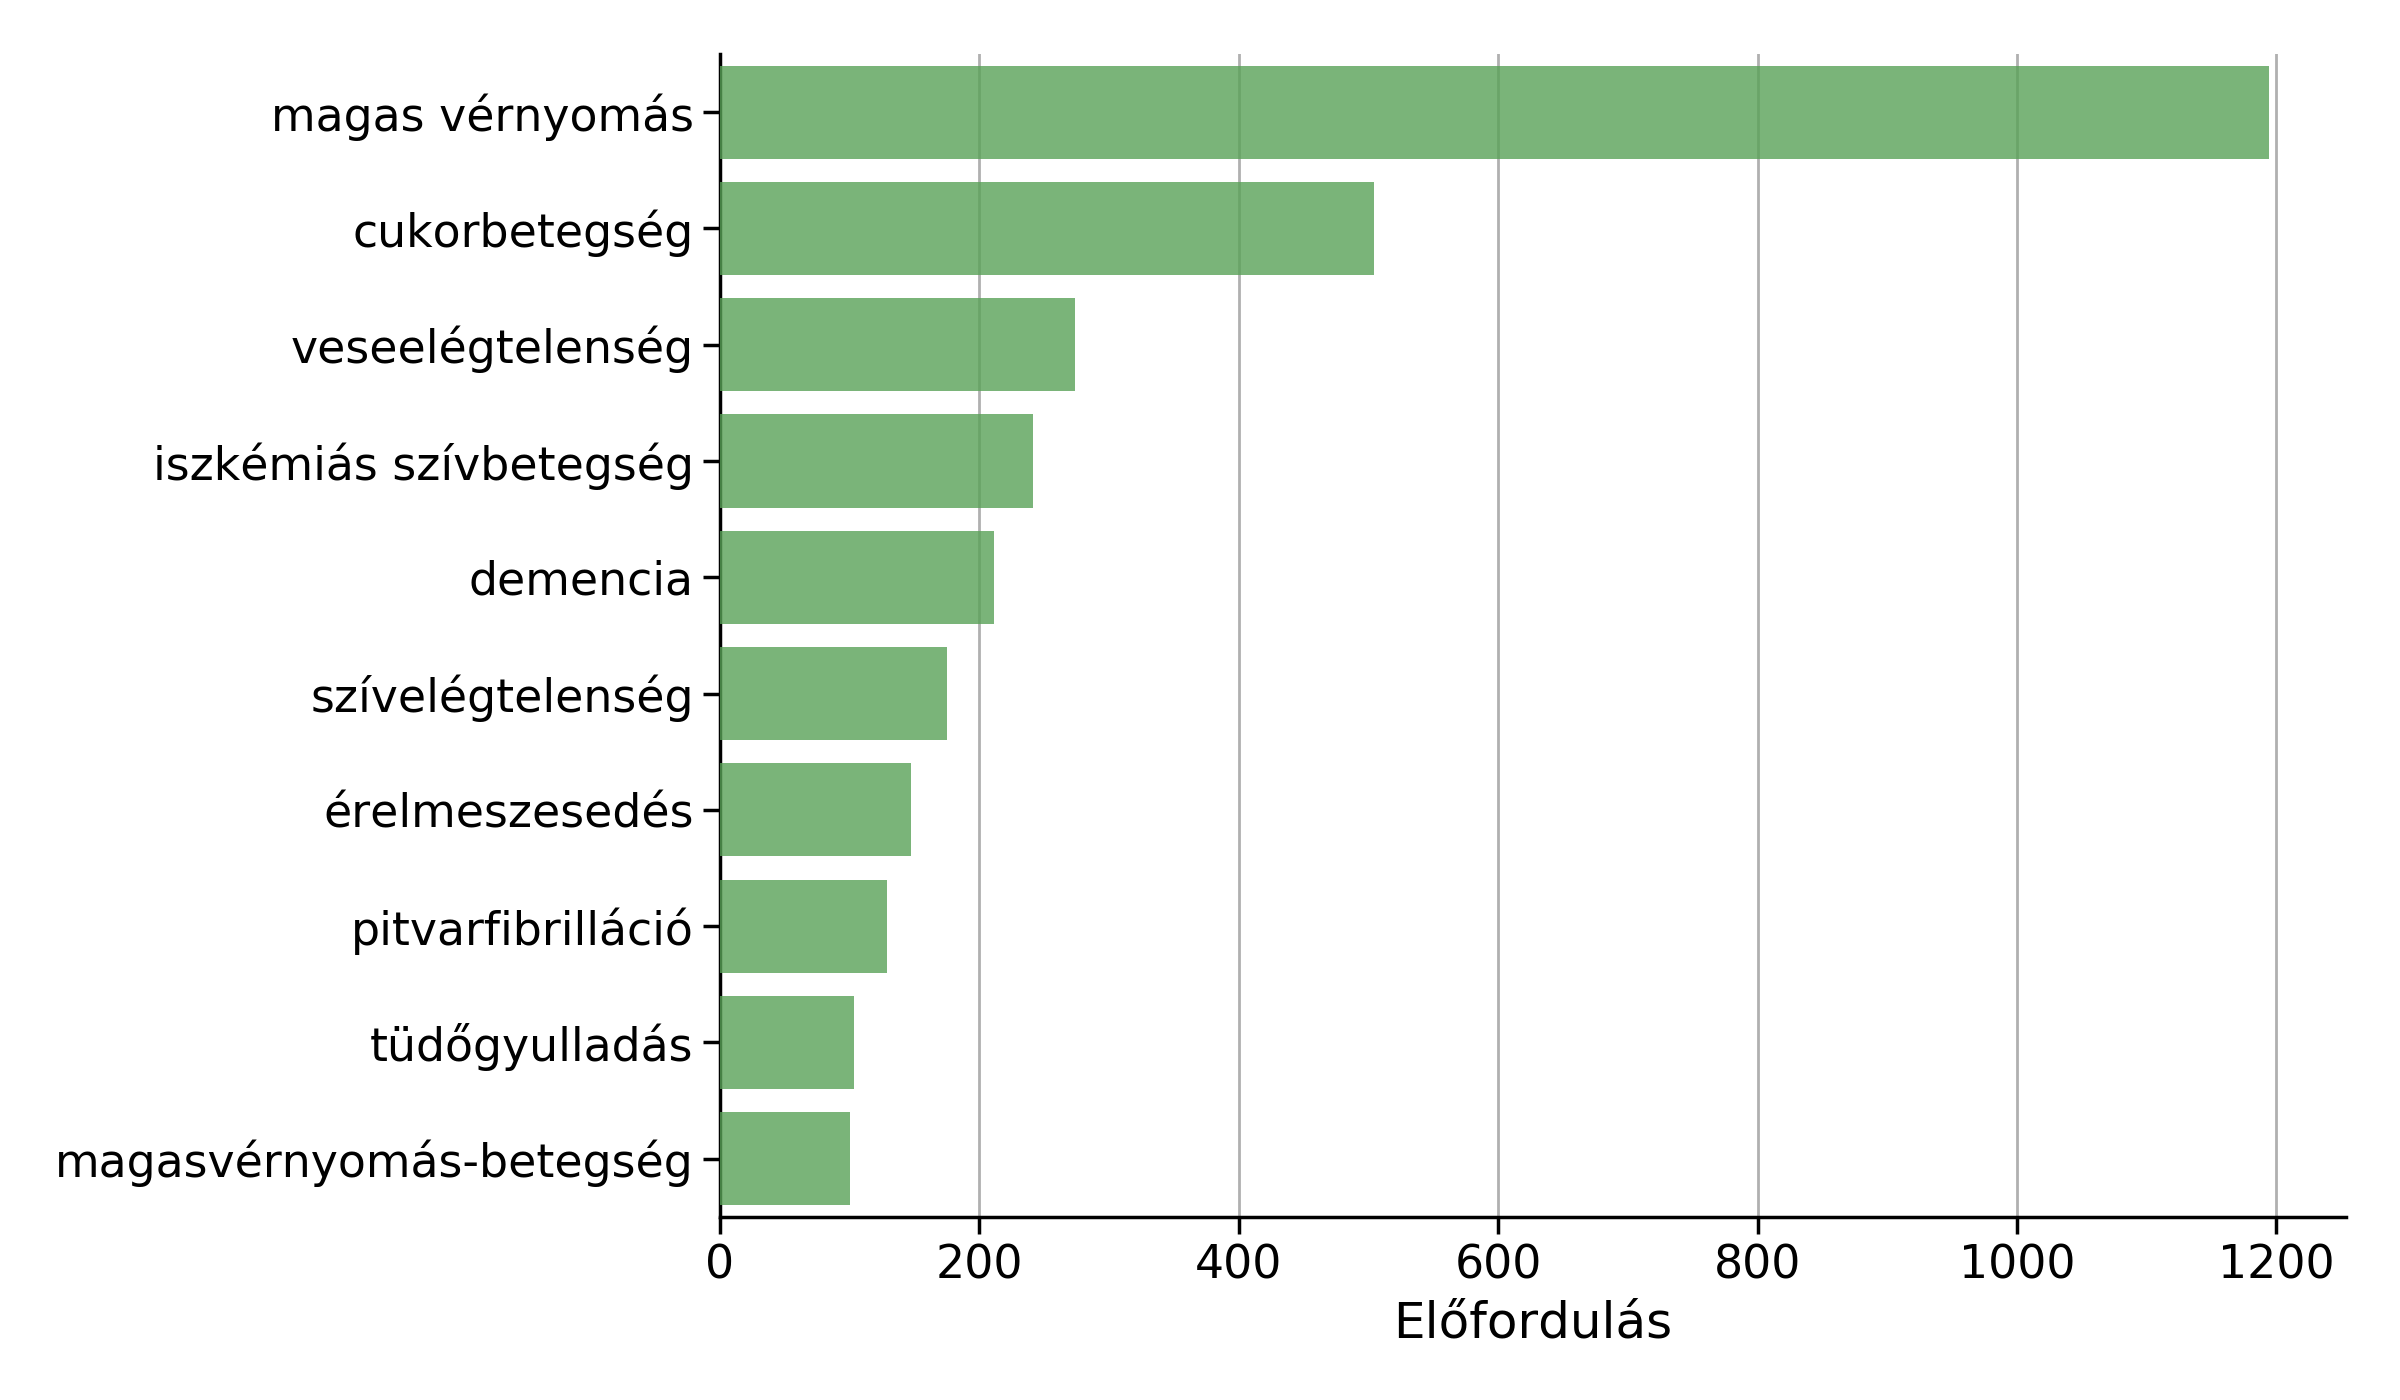 magas vérnyomás
cukorbetegség
veseelégtelenség
iszkémiás szívbetegség
demencia
szívelégtelenség
érelmeszesedés
pitvarfibrilláció
tüdőgyulladás
magasvérnyomás-betegség
0 200 400 600 800 1000 1200
Előfordulás